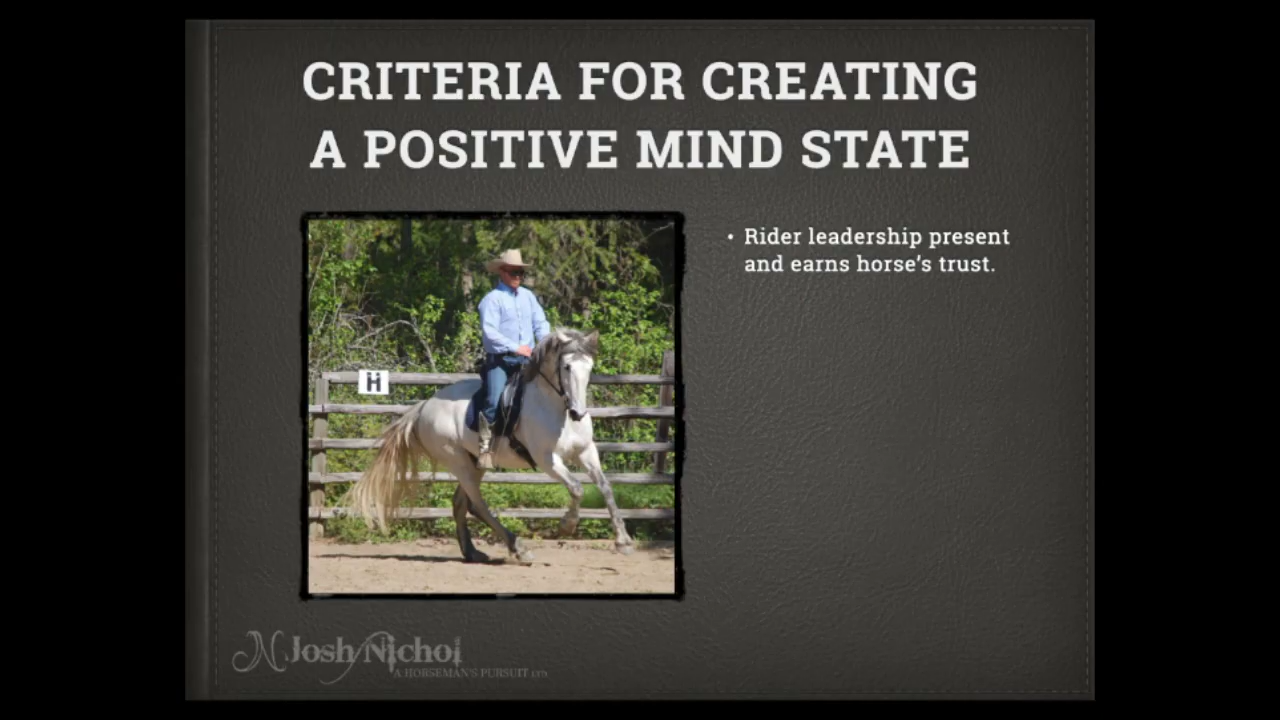 CRITERIA FOR CREATING
A POSITIVE MIND STATE
• Rider leadership present
and earns horse's trust.
H
Josh Nichol
A HORSEMAN'S PURSUIT LTD